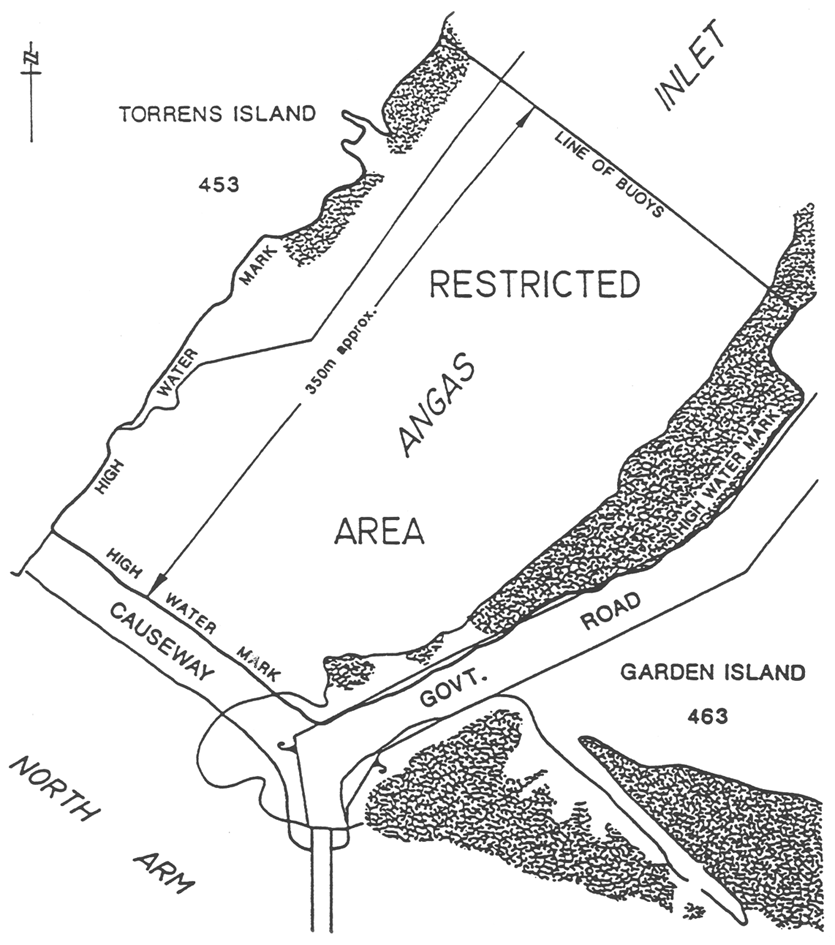 N
INLET
TORRENS ISLAND
453
LINE OF BUOYS
RESTRICTED
HIGH WATER MARK
350m approx.
ANGAS
HIGH WATER MARK
AREA
HIGH WATER MARK
CAUSEWAY
GOVT. ROAD
GARDEN ISLAND
463
NORTH ARM